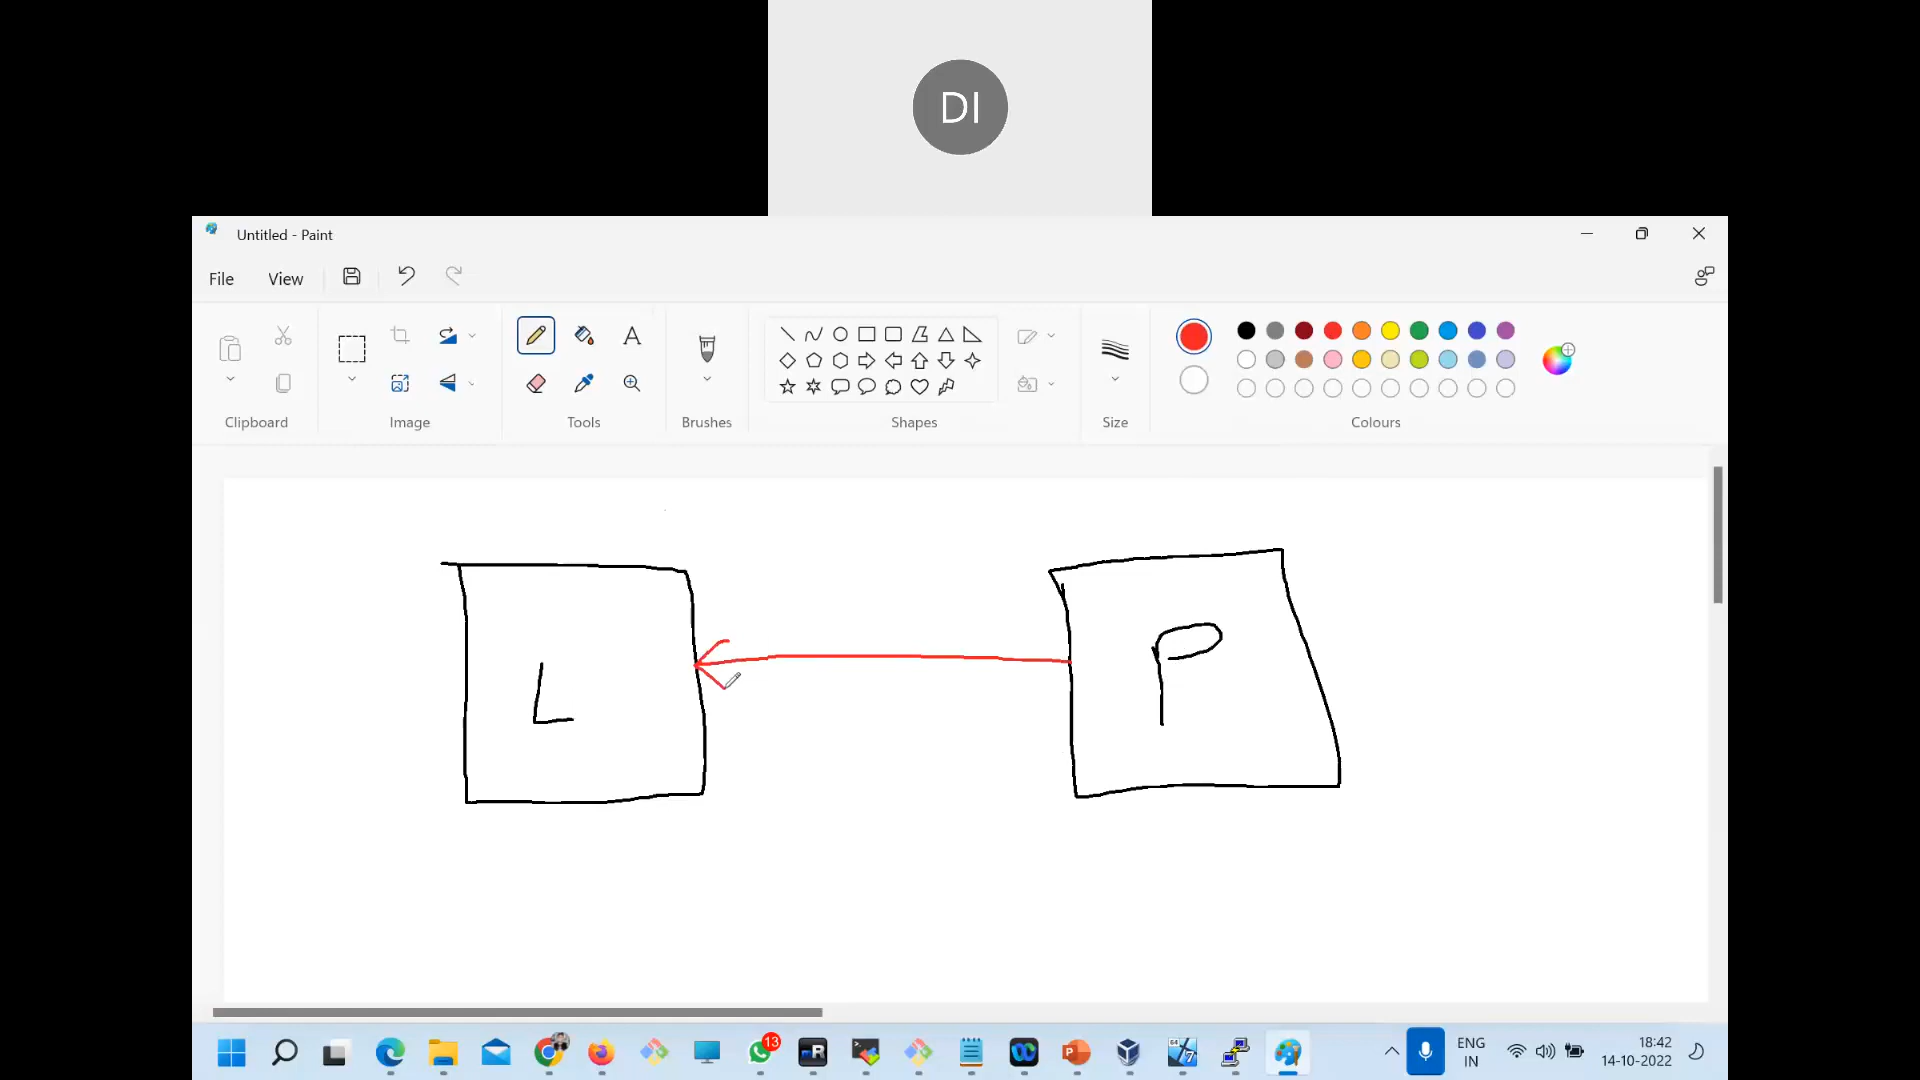 DI
Untitled - Paint
File View
Clipboard Image Tools Brushes Shapes Size Colours
L P
13
ENG
IN
18:42
14-10-2022